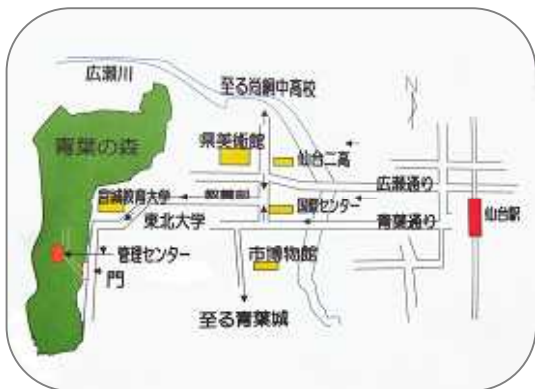 広瀬川
至る尚絅中高校
N
県美術館
青葉の森
仙台二高
広瀬通り
宮城教育大学
国際センター
仙台駅
東北大学
青葉通り
管理センター
市博物館
門
至る青葉城